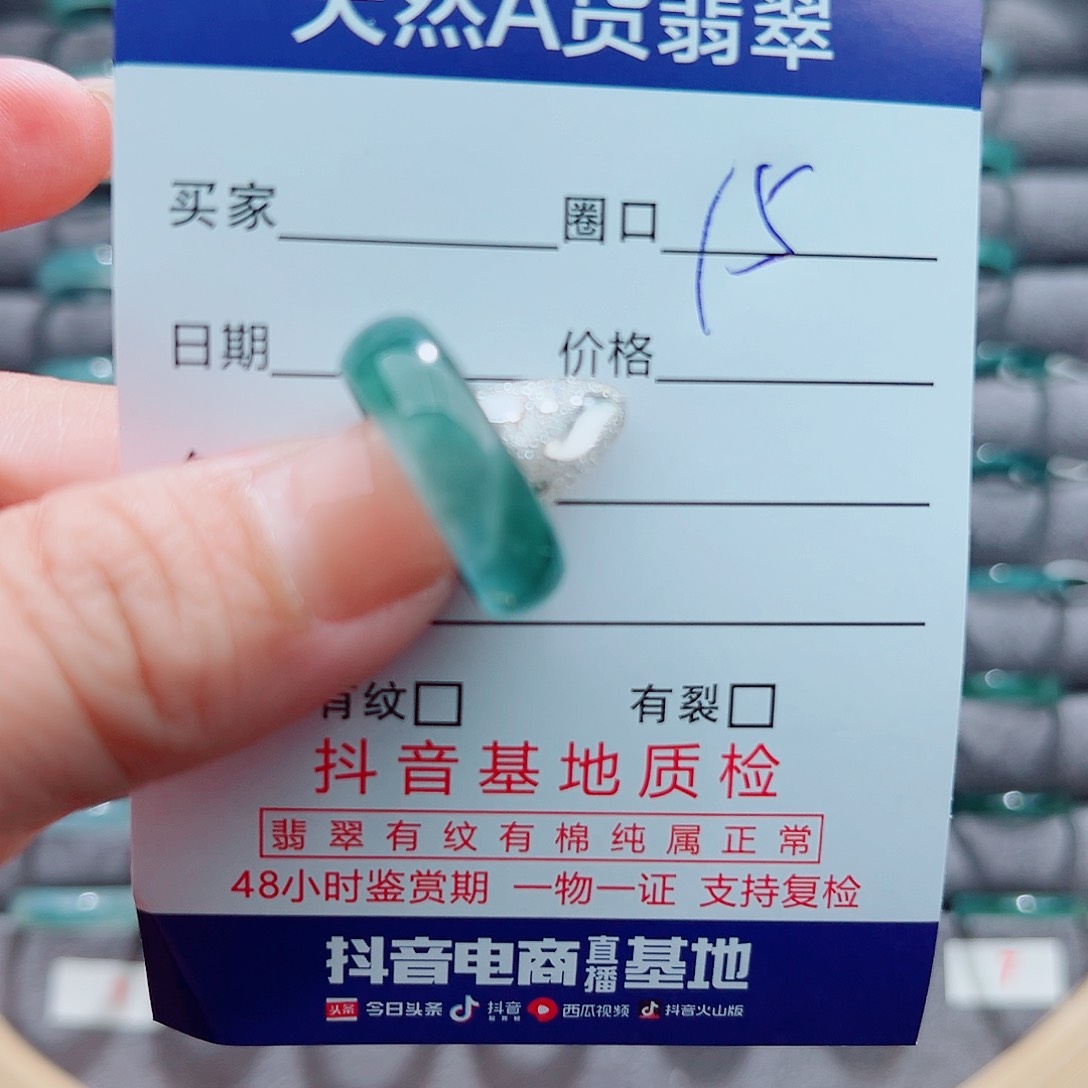 天然A货翡翠
买家 圈口 15
日期 价格
有纹 有裂
抖音基地质检
翡翠有纹有棉纯属正常
48小时鉴赏期 一物一证 支持复检
抖音电商直播基地
头条 今日头条 抖音 西瓜视频 抖音火山版